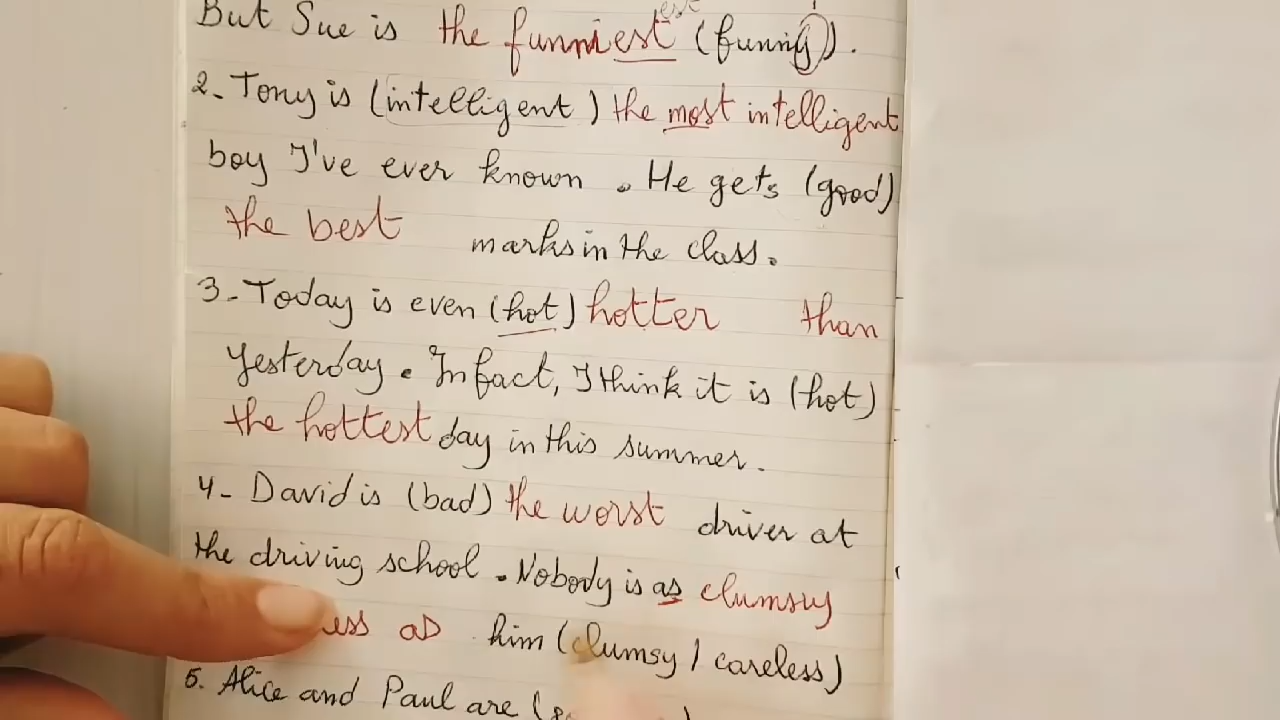 But Sue is the funniest est (funny).
2. Tony is (intelligent) the most intelligent
boy I've ever known. He gets (good)
the best marks in the class.
3. Today is even (hot) hotter than
yesterday. In fact, I think it is (hot)
the hottest day in this summer.
4. David is (bad) the worst driver at
the driving school. Nobody is as clumsy
as him (clumsy / careless)
5. Alice and Paul are (